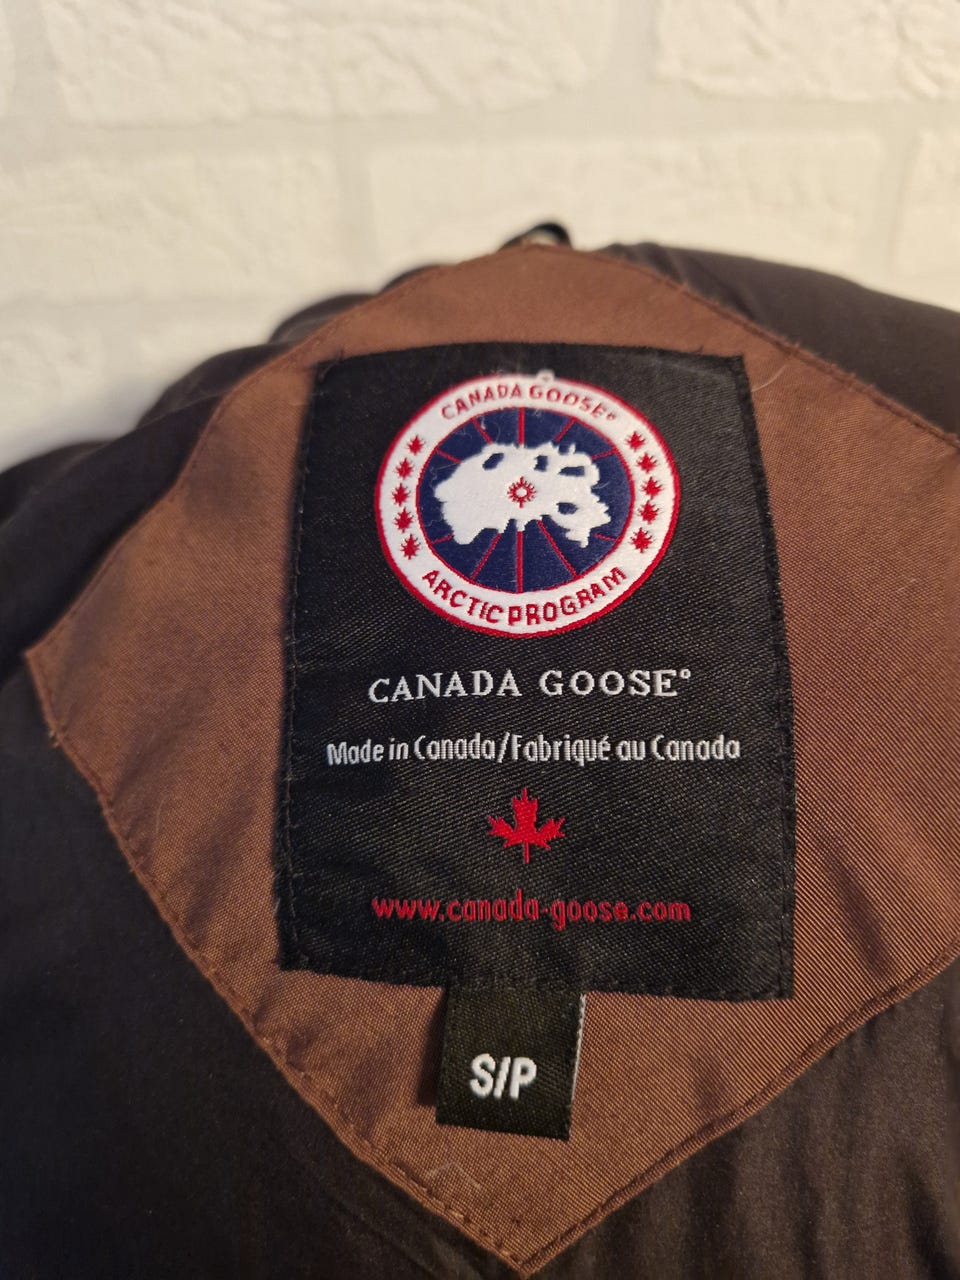 CANADA GOOSE®
ARCTIC PROGRAM
CANADA GOOSE®
Made in Canada/Fabriqué au Canada
www.canada-goose.com
S/P